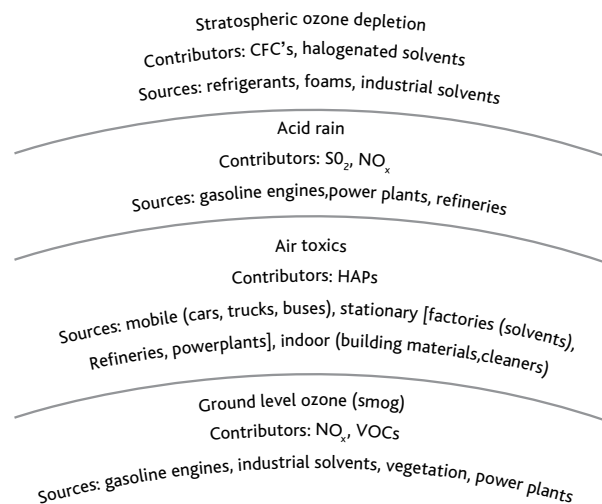 Stratospheric ozone depletion
Contributors: CFC's, halogenated solvents
Sources: refrigerants, foams, industrial solvents
Acid rain
Contributors: S0₂, NOₓ
Sources: gasoline engines,power plants, refineries
Air toxics
Contributors: HAPs
Sources: mobile (cars, trucks, buses), stationary [factories (solvents),
Refineries, powerplants], indoor (building materials,cleaners)
Ground level ozone (smog)
Contributors: NOₓ, VOCs
Sources: gasoline engines, industrial solvents, vegetation, power plants